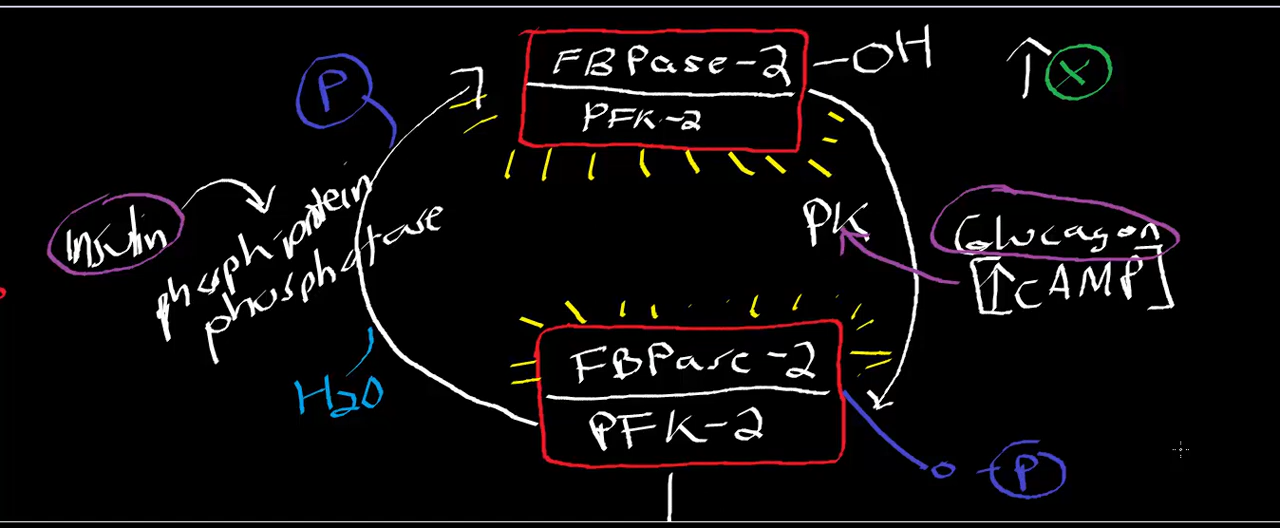 FBPase-2 -OH
PFK-2
↑ X
P
Insulin
phosphoprotein
phosphatase
H2O
PK
Glucagon
[↑cAMP]
FBPase-2
PFK-2
O-P